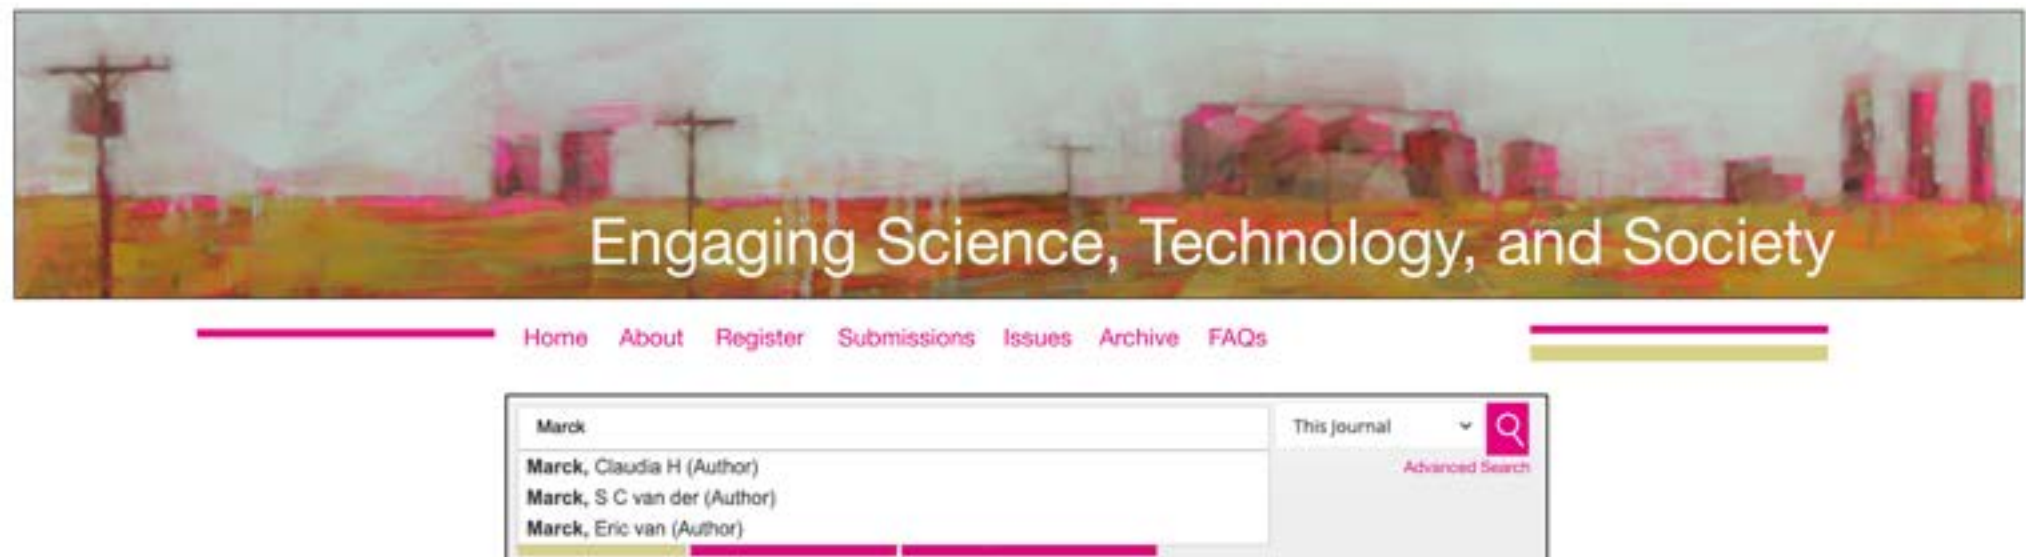 Engaging Science, Technology, and Society
Home About Register Submissions Issues Archive FAQs
Marck This Journal
Advanced Search
Marck, Claudia H (Author)
Marck, S C van der (Author)
Marck, Eric van (Author)